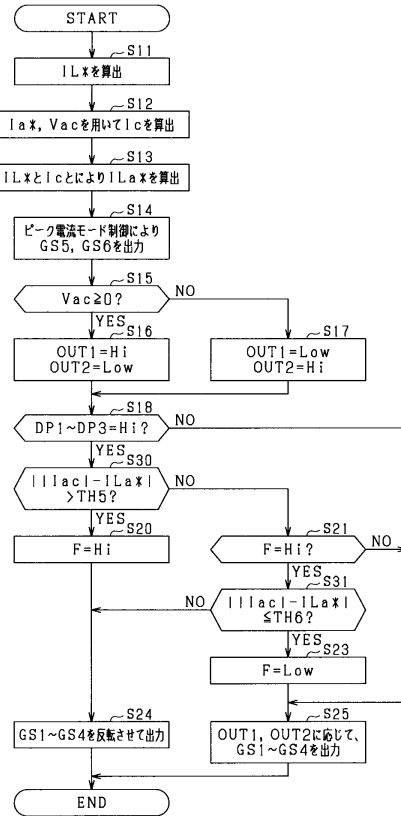 START
S11
IL*を算出
S12
Ia*, Vacを用いてIcを算出
S13
IL*とIcとによりILa*を算出
S14
ピーク電流モード制御により
GS5, GS6を出力
S15
Vac≧0?
NO
YES
S16
OUT1=Hi
OUT2=Low
S17
OUT1=Low
OUT2=Hi
S18
DP1~DP3=Hi?
NO
YES
S30
||Iac|-ILa*|
>TH5?
NO
YES
S20
F=Hi
S21
F=Hi?
NO
YES
S31
||Iac|-ILa*|
≦TH6?
NO
YES
S23
F=Low
S24
GS1~GS4を反転させて出力
S25
OUT1, OUT2に応じて、
GS1~GS4を出力
END